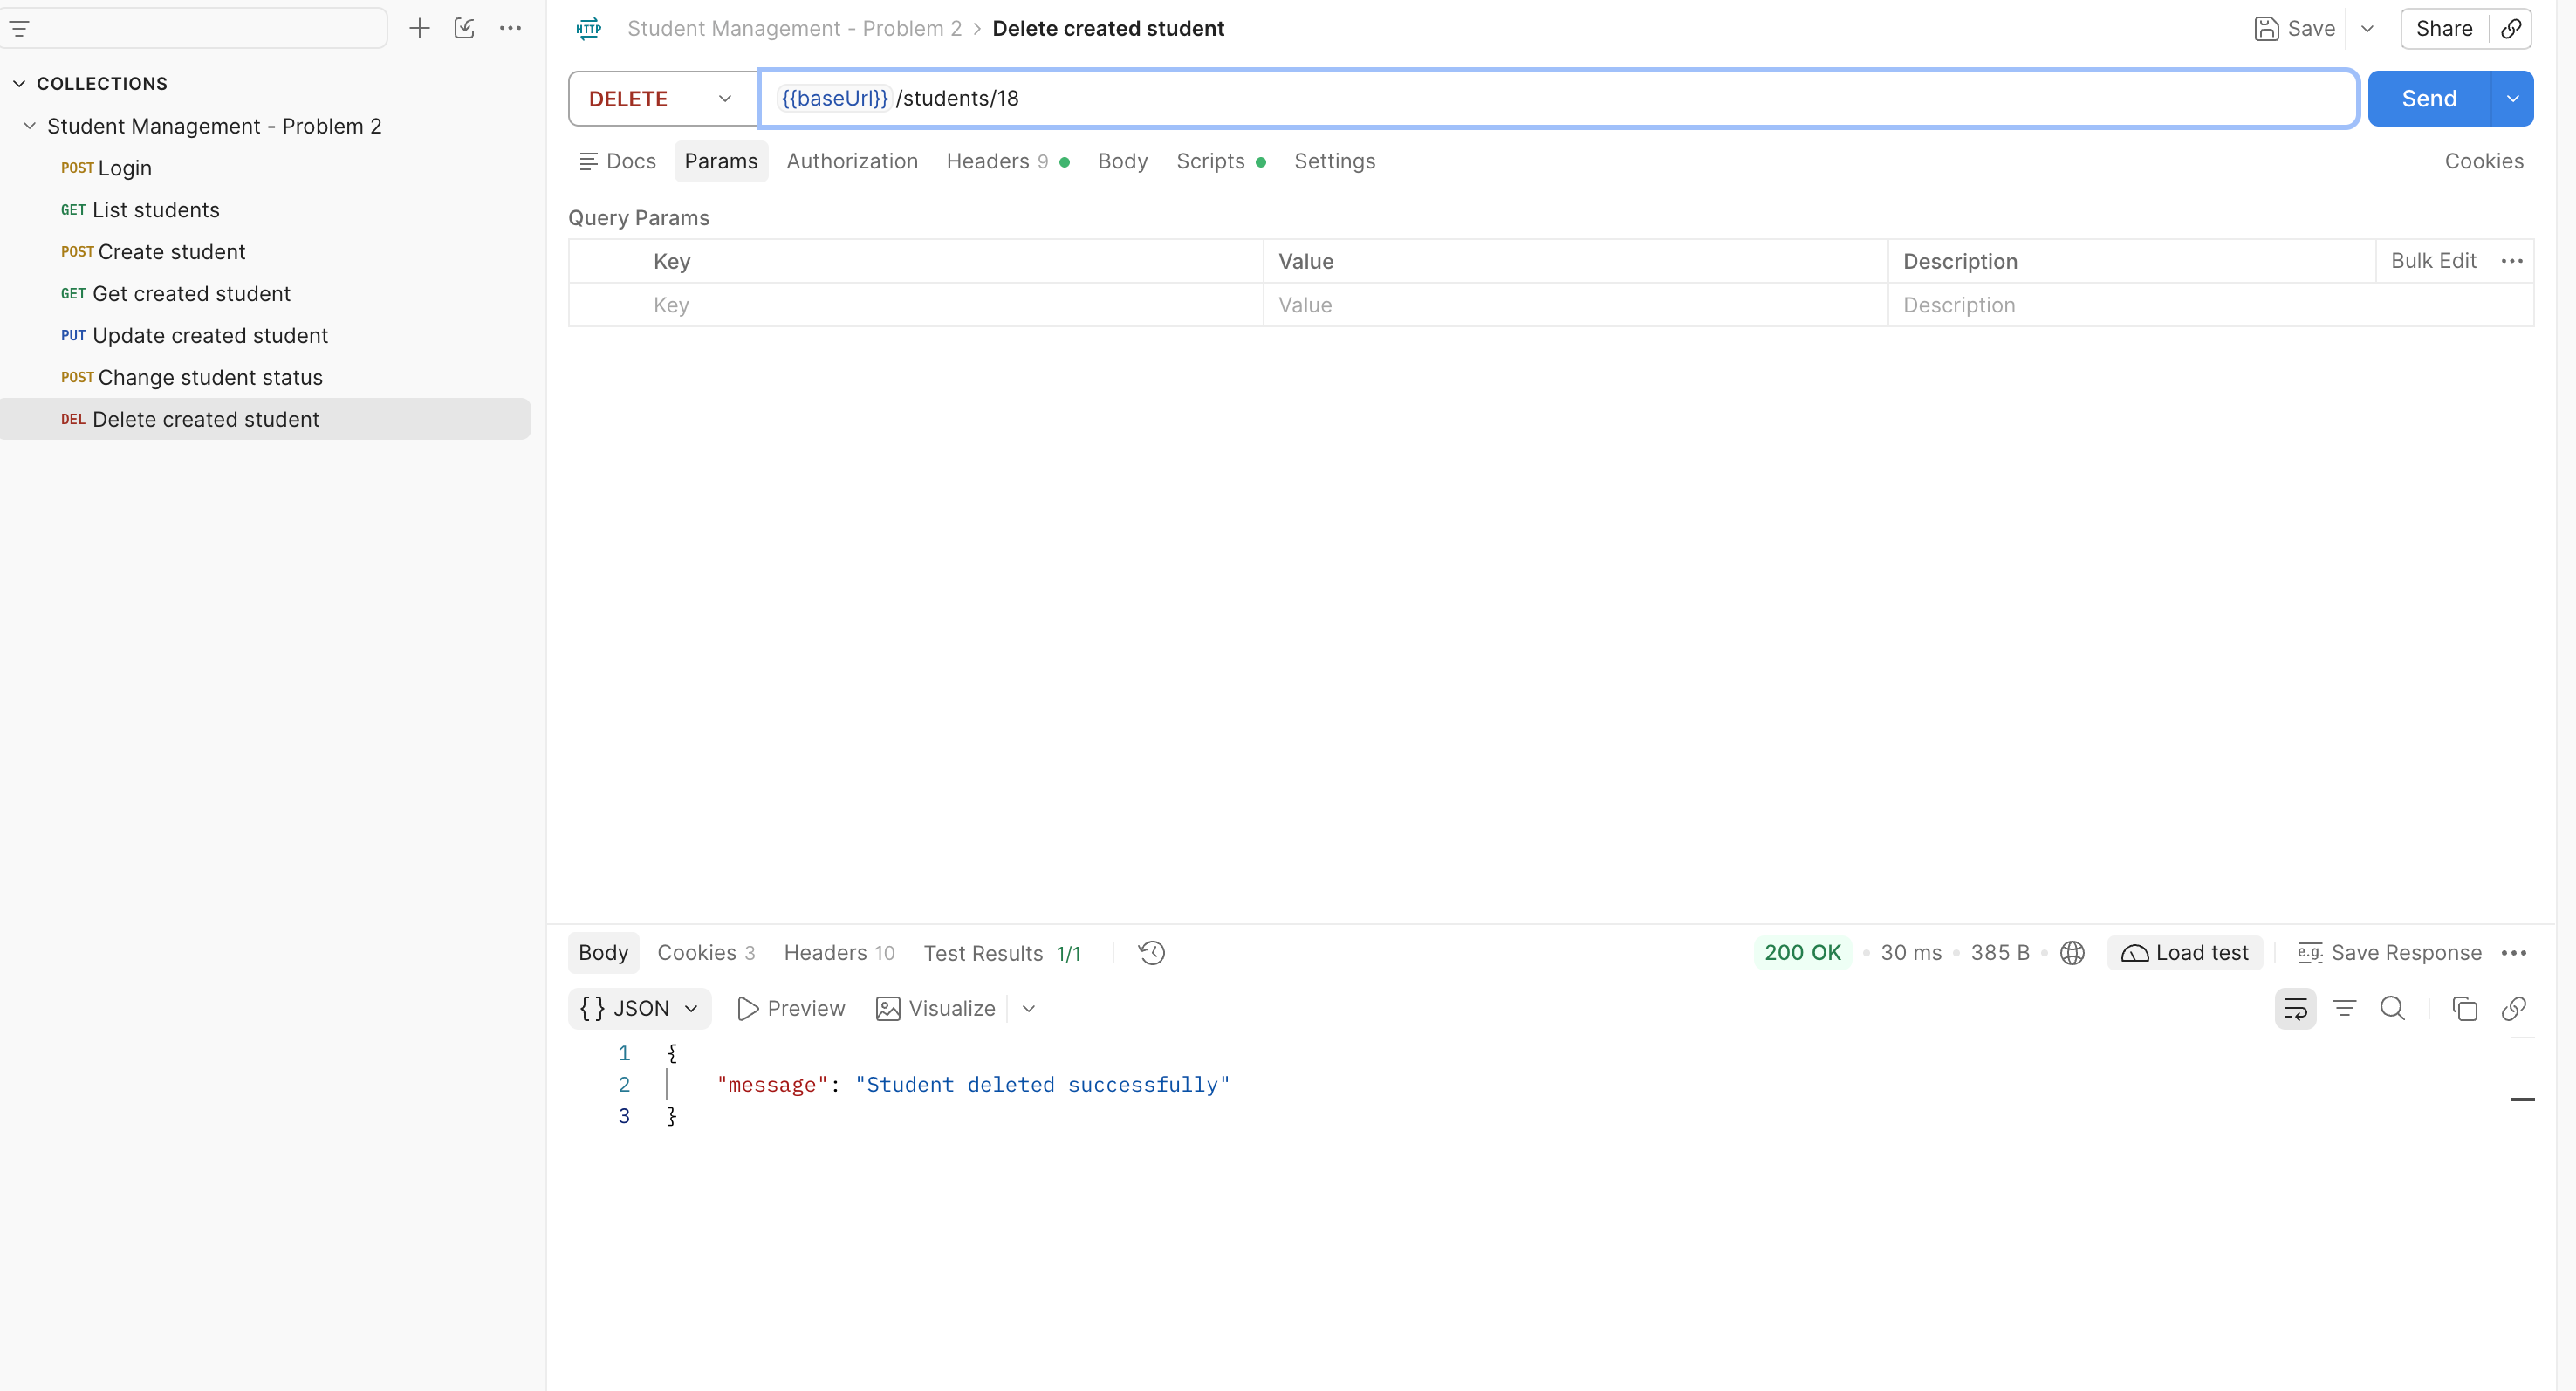 COLLECTIONS
Student Management - Problem 2
POST Login
GET List students
POST Create student
GET Get created student
PUT Update created student
POST Change student status
DEL Delete created student
HTTP Student Management - Problem 2 > Delete created student
Save
Share
DELETE
{{baseUrl}}/students/18
Send
Docs Params Authorization Headers 9 Body Scripts Settings Cookies
Query Params
Key Value Description Bulk Edit
Key Value Description
Body Cookies 3 Headers 10 Test Results 1/1
200 OK • 30 ms • 385 B • Load test e.g. Save Response
{} JSON Preview Visualize
1 {
2 "message": "Student deleted successfully"
3 }